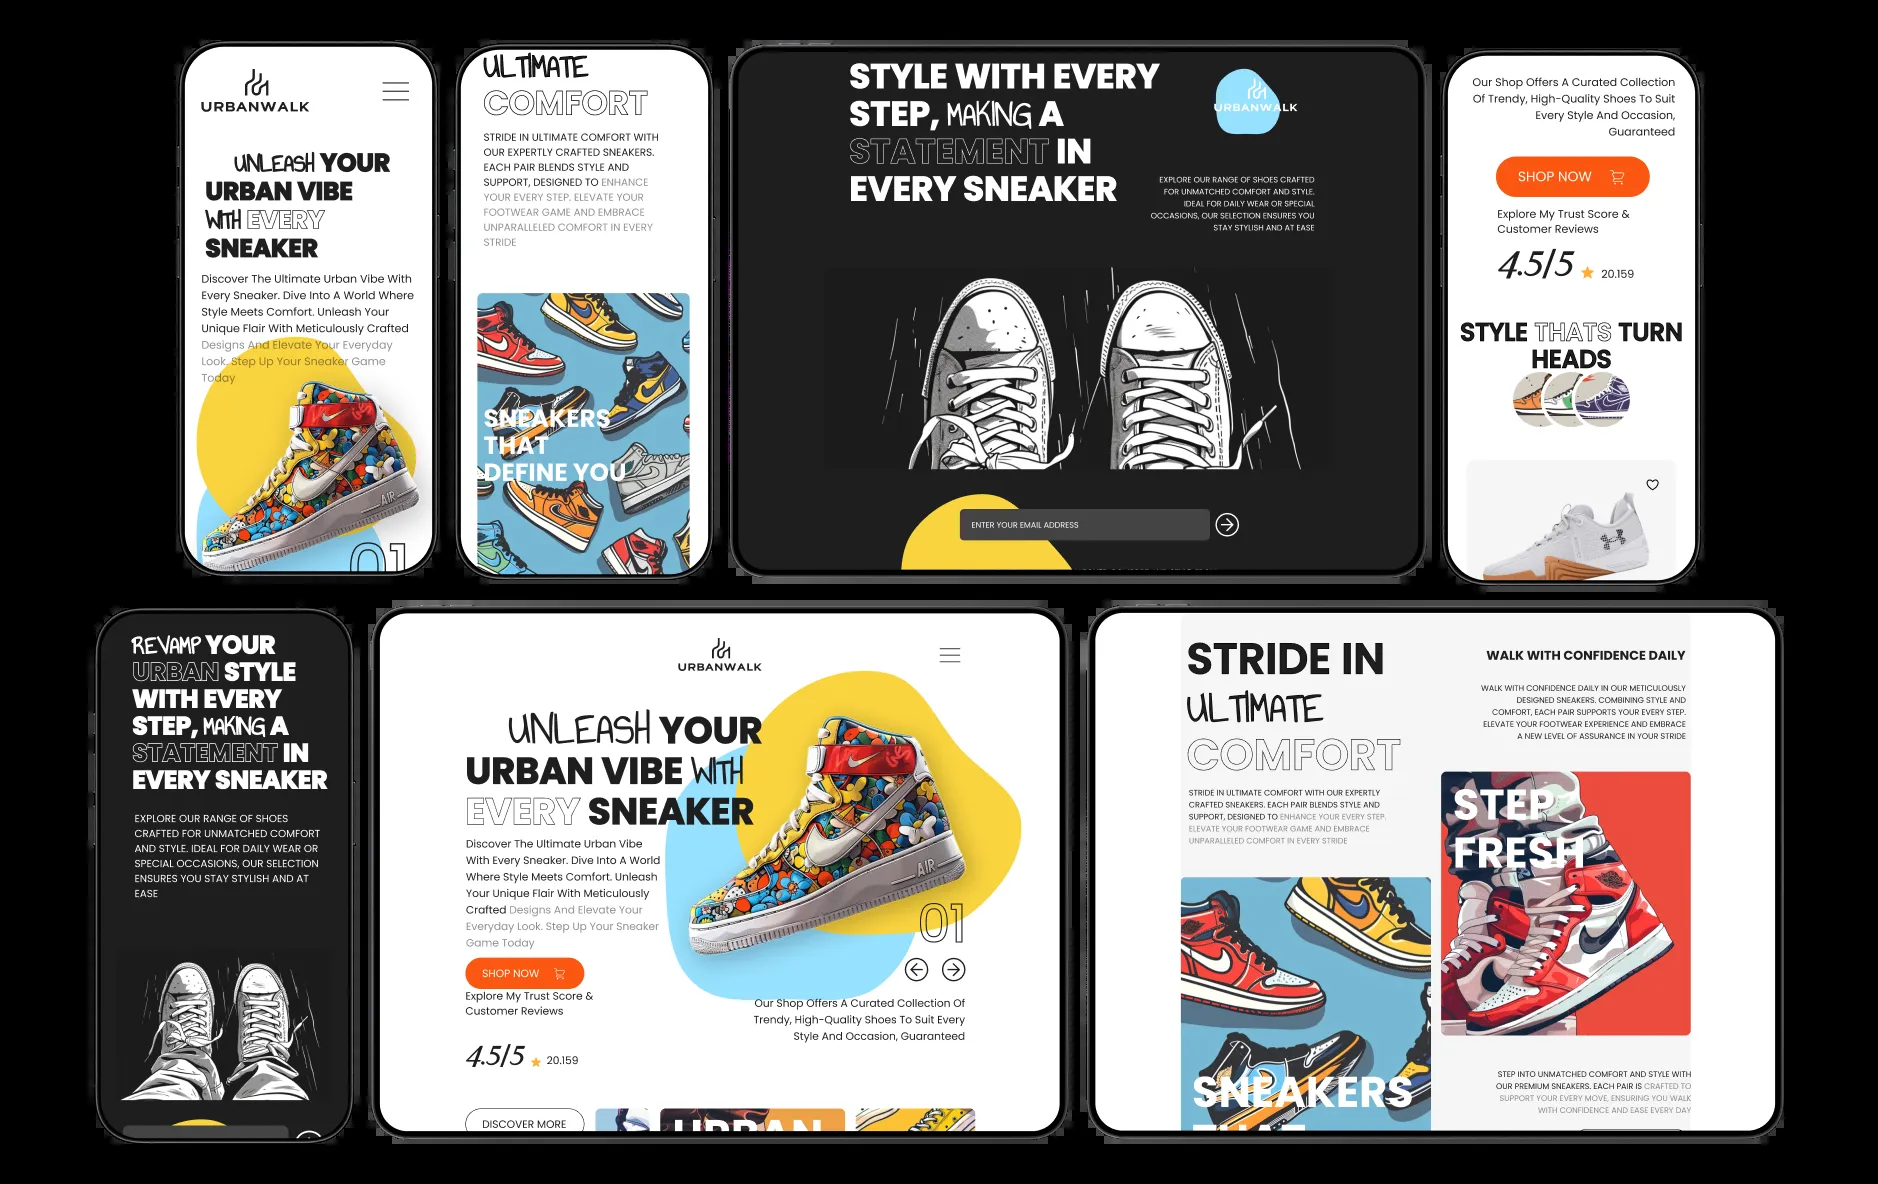 URBANWALK
UNLEASH YOUR
URBAN VIBE
WITH EVERY
SNEAKER
Discover The Ultimate Urban Vibe With
Every Sneaker. Dive Into A World Where
Style Meets Comfort. Unleash Your
Unique Flair With Meticulously Crafted
Designs And Elevate Your Everyday
Look. Step Up Your Sneaker Game
Today
AIR
01
ULTIMATE
COMFORT
STRIDE IN ULTIMATE COMFORT WITH
OUR EXPERTLY CRAFTED SNEAKERS.
EACH PAIR BLENDS STYLE AND
SUPPORT, DESIGNED TO ENHANCE
YOUR EVERY STEP. ELEVATE YOUR
FOOTWEAR GAME AND EMBRACE
UNPARALLELED COMFORT IN EVERY
STRIDE
SNEAKERS
THAT
DEFINE YOU
STYLE WITH EVERY
STEP, MAKING A
STATEMENT IN
EVERY SNEAKER
URBANWALK
EXPLORE OUR RANGE OF SHOES CRAFTED
FOR UNMATCHED COMFORT AND STYLE.
IDEAL FOR DAILY WEAR OR SPECIAL
OCCASIONS, OUR SELECTION ENSURES YOU
STAY STYLISH AND AT EASE
ENTER YOUR EMAIL ADDRESS
Our Shop Offers A Curated Collection
Of Trendy, High-Quality Shoes To Suit
Every Style And Occasion,
Guaranteed
SHOP NOW
Explore My Trust Score &
Customer Reviews
4.5/5 20.159
STYLE THATS TURN
HEADS
REVAMP YOUR
URBAN STYLE
WITH EVERY
STEP, MAKING A
STATEMENT IN
EVERY SNEAKER
EXPLORE OUR RANGE OF SHOES
CRAFTED FOR UNMATCHED COMFORT
AND STYLE. IDEAL FOR DAILY WEAR OR
SPECIAL OCCASIONS, OUR SELECTION
ENSURES YOU STAY STYLISH AND AT
EASE
URBANWALK
UNLEASH YOUR
URBAN VIBE WITH
EVERY SNEAKER
Discover The Ultimate Urban Vibe
With Every Sneaker. Dive Into A World
Where Style Meets Comfort. Unleash
Your Unique Flair With Meticulously
Crafted Designs And Elevate Your
Everyday Look. Step Up Your Sneaker
Game Today
SHOP NOW
Explore My Trust Score &
Customer Reviews
4.5/5 20.159
AIR
01
Our Shop Offers A Curated Collection Of
Trendy, High-Quality Shoes To Suit Every
Style And Occasion, Guaranteed
DISCOVER MORE
URBAN
STRIDE IN
ULTIMATE
COMFORT
STRIDE IN ULTIMATE COMFORT WITH OUR EXPERTLY
CRAFTED SNEAKERS. EACH PAIR BLENDS STYLE AND
SUPPORT, DESIGNED TO ENHANCE YOUR EVERY STEP.
ELEVATE YOUR FOOTWEAR GAME AND EMBRACE
UNPARALLELED COMFORT IN EVERY STRIDE
SNEAKERS
THAT
WALK WITH CONFIDENCE DAILY
WALK WITH CONFIDENCE DAILY IN OUR METICULOUSLY
DESIGNED SNEAKERS. COMBINING STYLE AND
COMFORT, EACH PAIR SUPPORTS YOUR EVERY STEP.
ELEVATE YOUR FOOTWEAR EXPERIENCE AND EMBRACE
A NEW LEVEL OF ASSURANCE IN YOUR STRIDE
STEP
FRESH
STEP INTO UNMATCHED COMFORT AND STYLE WITH
OUR PREMIUM SNEAKERS. EACH PAIR IS CRAFTED TO
SUPPORT YOUR EVERY MOVE, ENSURING YOU WALK
WITH CONFIDENCE AND EASE EVERY DAY